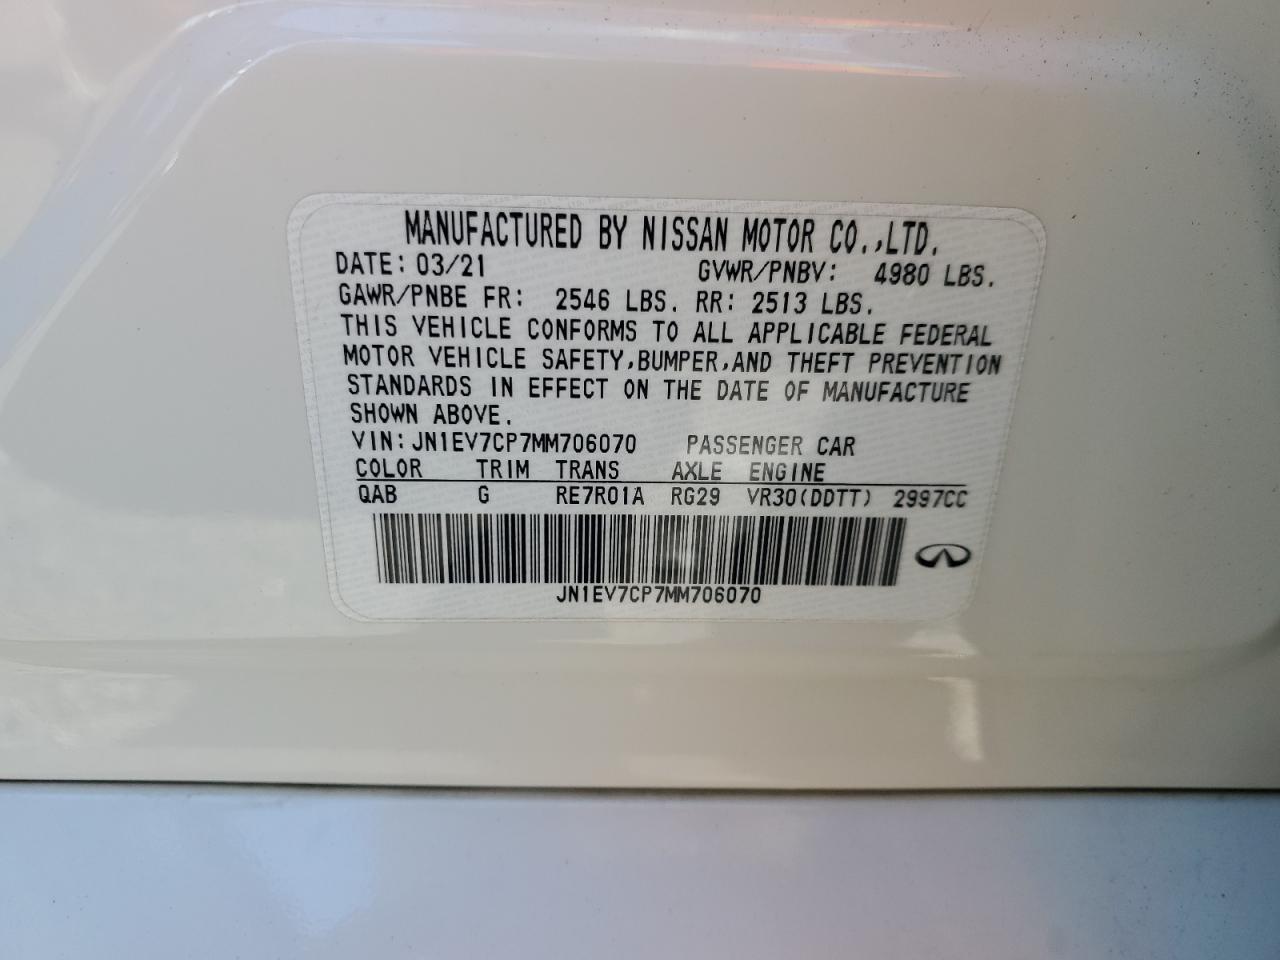 MANUFACTURED BY NISSAN MOTOR CO.,LTD.
DATE: 03/21 GVWR/PNBV: 4980 LBS.
GAWR/PNBE FR: 2546 LBS. RR: 2513 LBS.
THIS VEHICLE CONFORMS TO ALL APPLICABLE FEDERAL
MOTOR VEHICLE SAFETY,BUMPER,AND THEFT PREVENTION
STANDARDS IN EFFECT ON THE DATE OF MANUFACTURE
SHOWN ABOVE.
VIN: JN1EV7CP7MM706070 PASSENGER CAR
COLOR TRIM TRANS AXLE ENGINE
QAB G RE7R01A RG29 VR30(DDTT) 2997CC
JN1EV7CP7MM706070